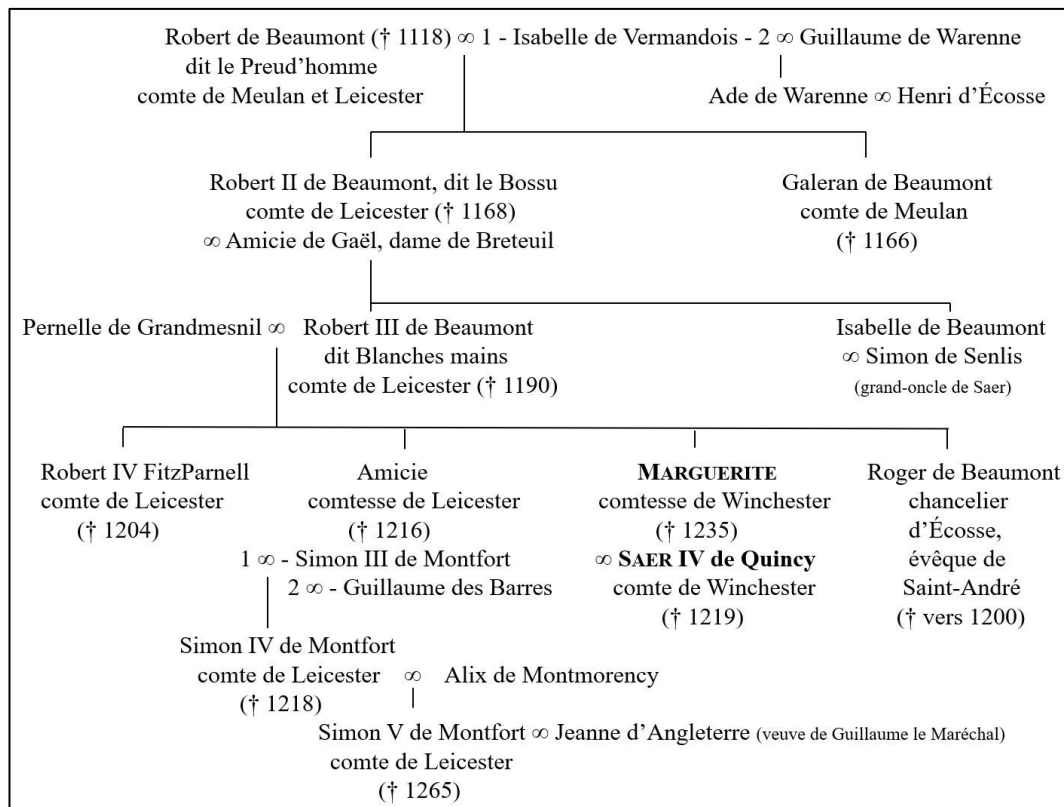 Robert de Beaumont († 1118) ∞ 1 - Isabelle de Vermandois - 2 ∞ Guillaume de Warenne
dit le Preud’homme
comte de Meulan et Leicester
Ade de Warenne ∞ Henri d’Écosse
Robert II de Beaumont, dit le Bossu
comte de Leicester († 1168)
∞ Amicie de Gaël, dame de Breteuil
Galeran de Beaumont
comte de Meulan
(† 1166)
Pernelle de Grandmesnil ∞
Robert III de Beaumont
dit Blanches mains
comte de Leicester († 1190)
Isabelle de Beaumont
∞ Simon de Senlis
(grand-oncle de Saer)
Robert IV FitzParnell
comte de Leicester
(† 1204)
Amicie
comtesse de Leicester
(† 1216)
1 ∞ - Simon III de Montfort
2 ∞ - Guillaume des Barres
MARGUERITE
comtesse de Winchester
(† 1235)
∞ SAER IV de Quincy
comte de Winchester
(† 1219)
Roger de Beaumont
chancelier
d’Écosse,
évêque de
Saint-André
(† vers 1200)
Simon IV de Montfort
comte de Leicester ∞ Alix de Montmorency
(† 1218)
Simon V de Montfort ∞ Jeanne d’Angleterre (veuve de Guillaume le Maréchal)
comte de Leicester
(† 1265)